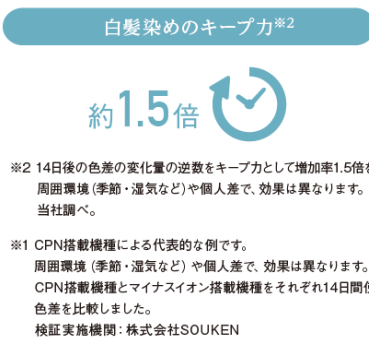 白髪染めのキープ力※2
約1.5倍
※2 14日後の色差の変化量の逆数をキープ力として増加率1.5倍を
周囲環境(季節・湿気など)や個人差で、効果は異なります。
当社調べ。
※1 CPN搭載機種による代表的な例です。
周囲環境(季節・湿気など)や個人差で、効果は異なります。
CPN搭載機種とマイナスイオン搭載機種をそれぞれ14日間
色差を比較しました。
検証実施機関:株式会社SOUKEN